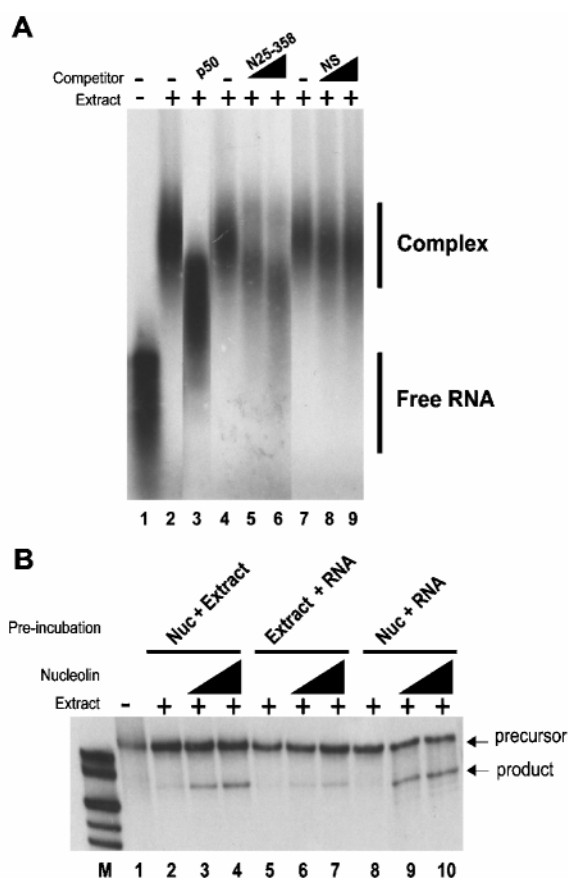 A
Competitor - - p50 - N25-358 - NS
Extract - + + + + + + + +
Complex
Free RNA
1 2 3 4 5 6 7 8 9
B
Pre-incubation Nuc + Extract Extract + RNA Nuc + RNA
Nucleolin
Extract - + + + + + + + + +
precursor
product
M 1 2 3 4 5 6 7 8 9 10